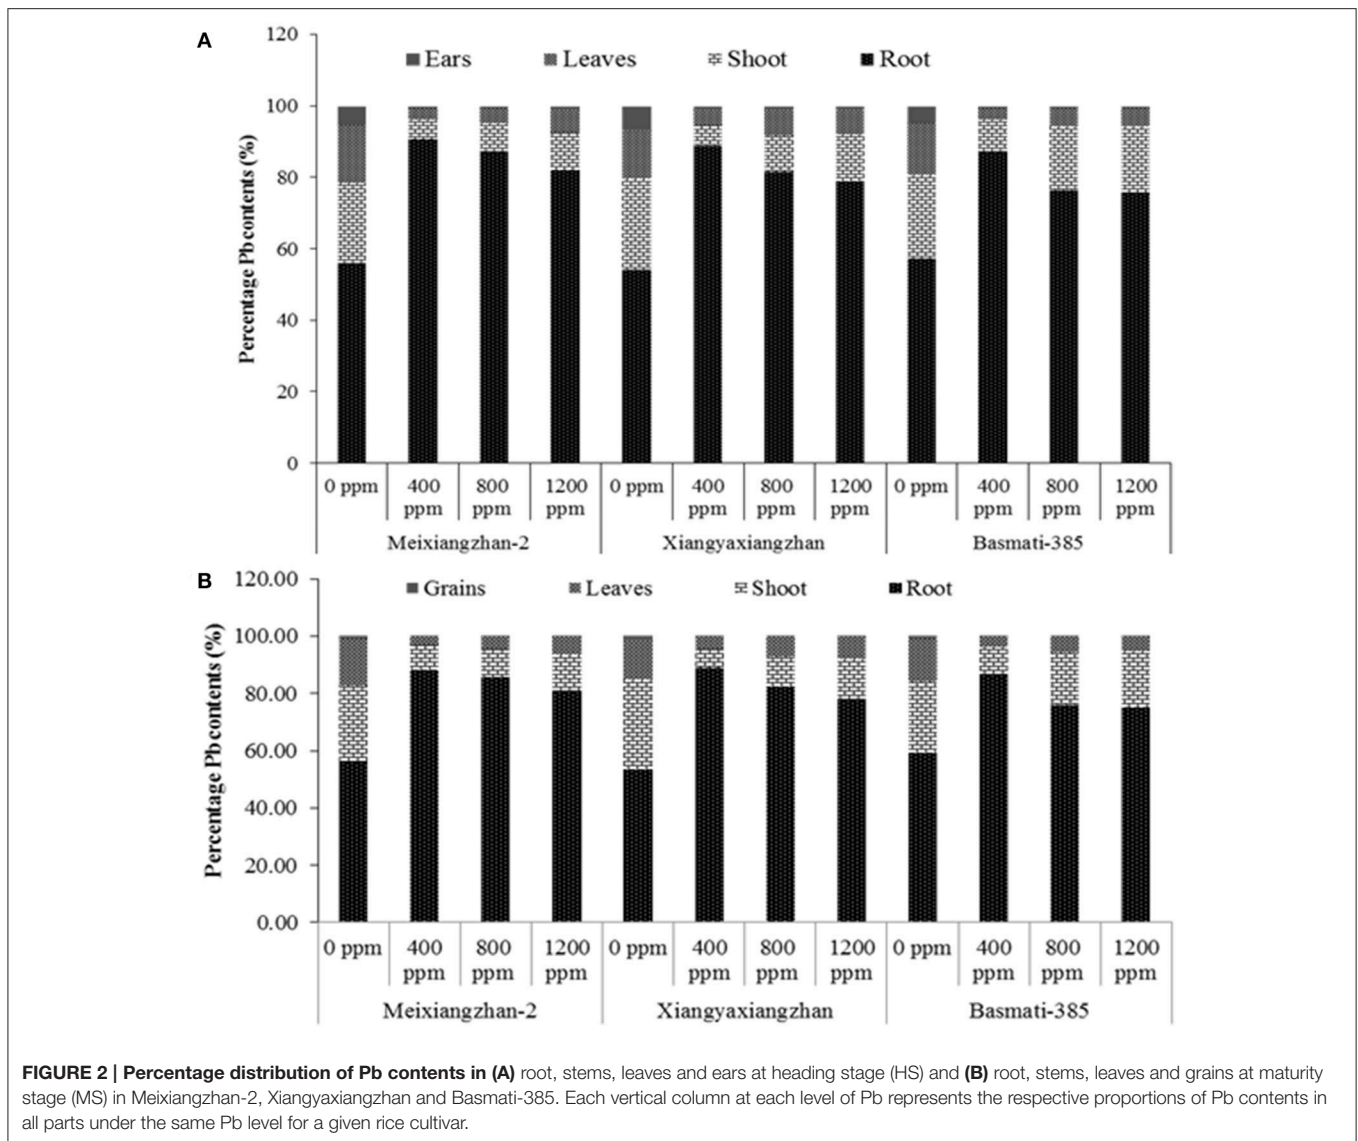 A
Percentage Pb contents (%)
120
100
80
60
40
20
0
Ears Leaves Shoot Root
0 ppm 400 ppm 800 ppm 1200 ppm 0 ppm 400 ppm 800 ppm 1200 ppm 0 ppm 400 ppm 800 ppm 1200 ppm
Meixiangzhan-2 Xiangyaxiangzhan Basmati-385
B
Percentage Pb contents (%)
120.00
100.00
80.00
60.00
40.00
20.00
0.00
Grains Leaves Shoot Root
0 ppm 400 ppm 800 ppm 1200 ppm 0 ppm 400 ppm 800 ppm 1200 ppm 0 ppm 400 ppm 800 ppm 1200 ppm
Meixiangzhan-2 Xiangyaxiangzhan Basmati-385
FIGURE 2 | Percentage distribution of Pb contents in (A) root, stems, leaves and ears at heading stage (HS) and (B) root, stems, leaves and grains at maturity
stage (MS) in Meixiangzhan-2, Xiangyaxiangzhan and Basmati-385. Each vertical column at each level of Pb represents the respective proportions of Pb contents in
all parts under the same Pb level for a given rice cultivar.